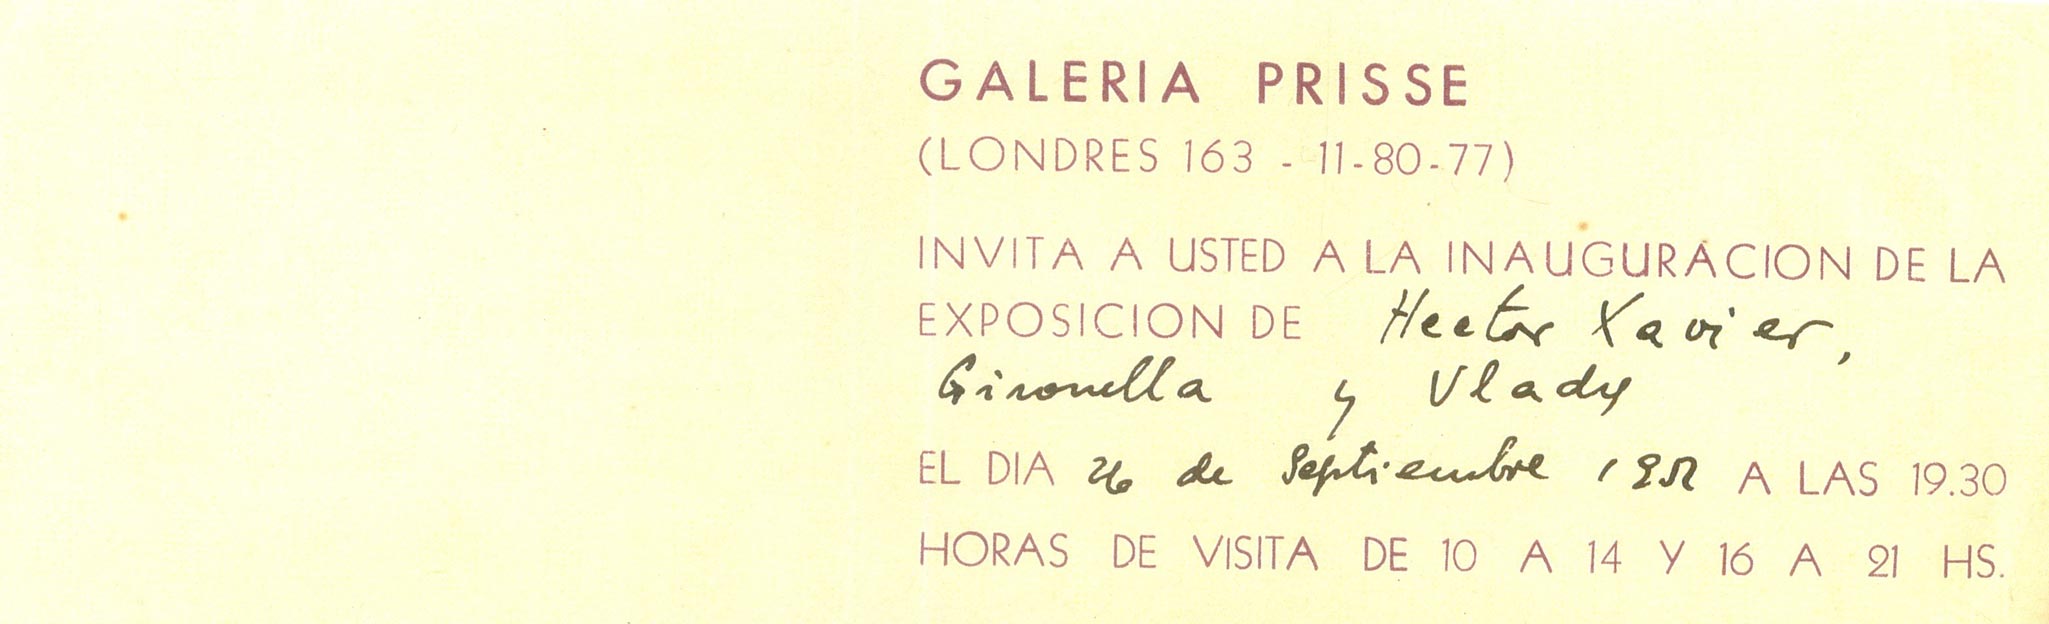 GALERIA PRISSE
(LONDRES 163 - 11-80-77)
INVITA A USTED A LA INAUGURACION DE LA
EXPOSICION DE Hector Xavier,
Gironella y Vlady
EL DIA 26 de Septiembre 1952 A LAS 19.30
HORAS DE VISITA DE 10 A 14 Y 16 A 21 HS.